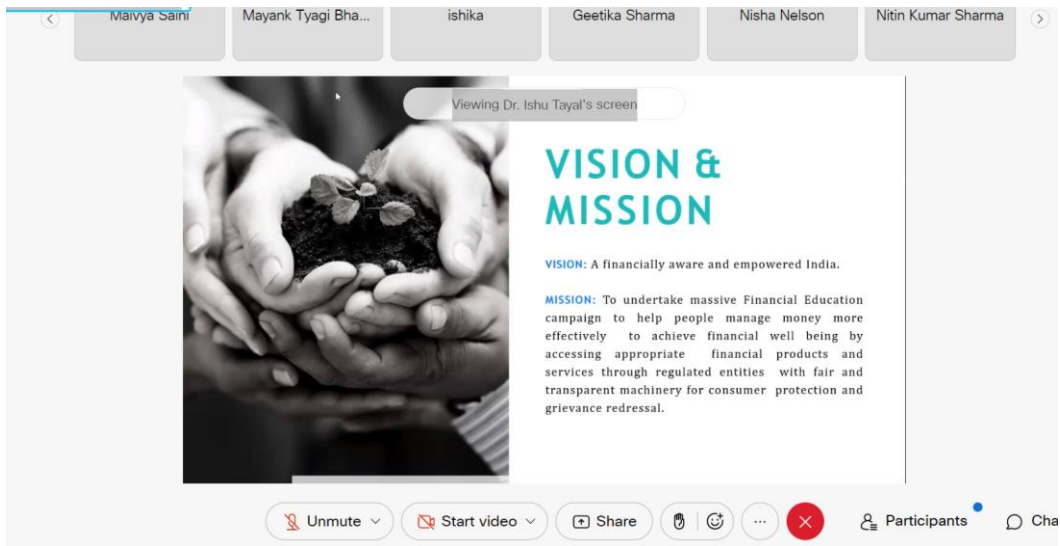 Malvya Saini Mayank Tyagi Bha... ishika Geetika Sharma Nisha Nelson Nitin Kumar Sharma
Viewing Dr. Ishu Tayal's screen
VISION &
MISSION
VISION: A financially aware and empowered India.
MISSION: To undertake massive Financial Education
campaign to help people manage money more
effectively to achieve financial well being by
accessing appropriate financial products and
services through regulated entities with fair and
transparent machinery for consumer protection and
grievance redressal.
Unmute Start video Share ... Participants Cha